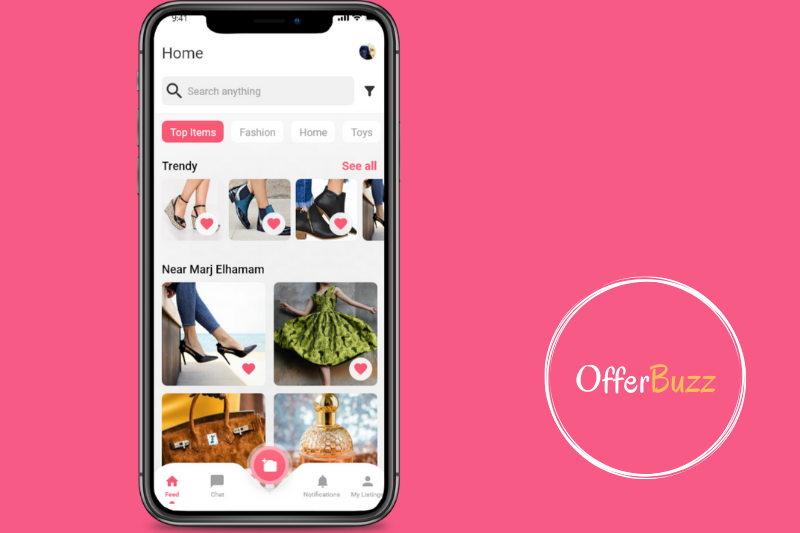 9:41
Home
Search anything
Top Items Fashion Home Toys
Trendy See all
Near Marj Elhamam
OfferBuzz
Feed Chat Notifications My Listings